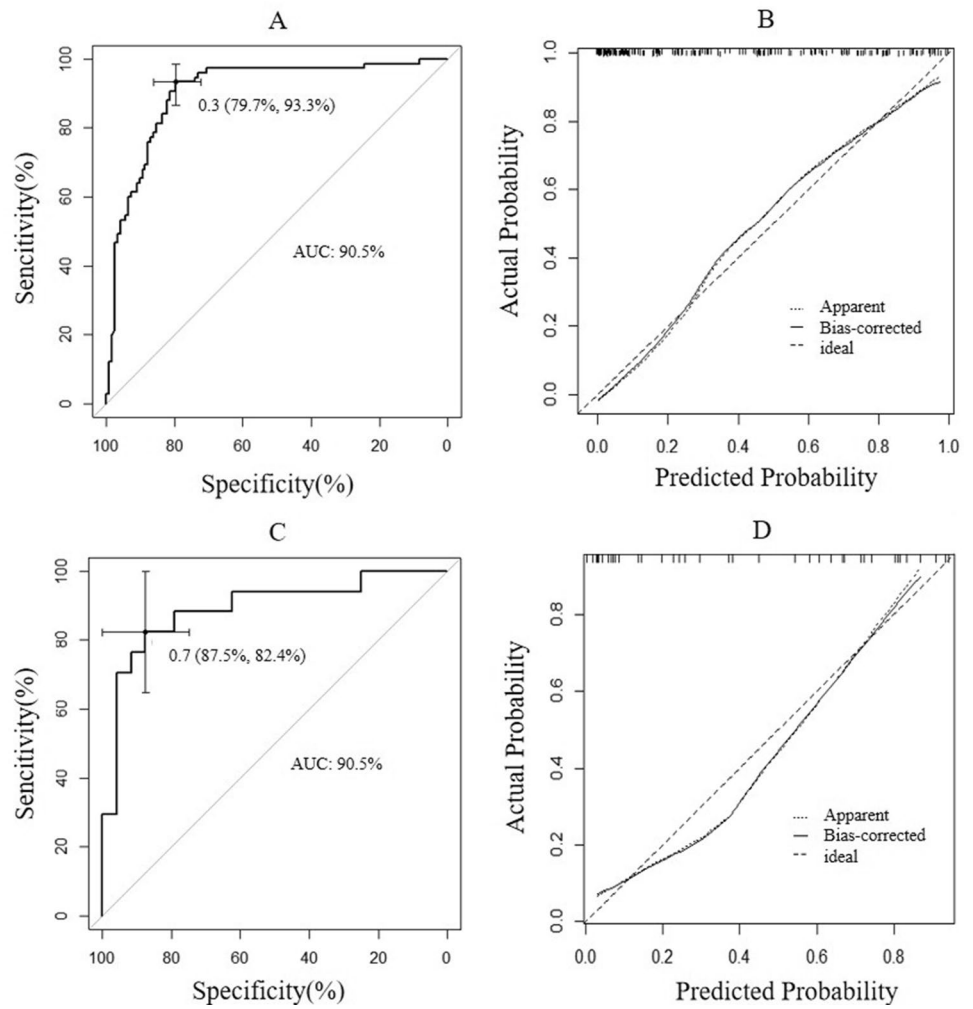 A
Sencitivity(%)
100
80
60
40
20
0
0.3 (79.7%, 93.3%)
AUC: 90.5%
100 80 60 40 20 0
Specificity(%)
B
Actual Probability
1.0
0.8
0.6
0.4
0.2
0.0
Apparent
Bias-corrected
ideal
0.0 0.2 0.4 0.6 0.8 1.0
Predicted Probability
C
Sencitivity(%)
100
80
60
40
20
0
0.7 (87.5%, 82.4%)
AUC: 90.5%
100 80 60 40 20 0
Specificity(%)
D
Actual Probability
0.8
0.6
0.4
0.2
0.0
Apparent
Bias-corrected
ideal
0.0 0.2 0.4 0.6 0.8
Predicted Probability